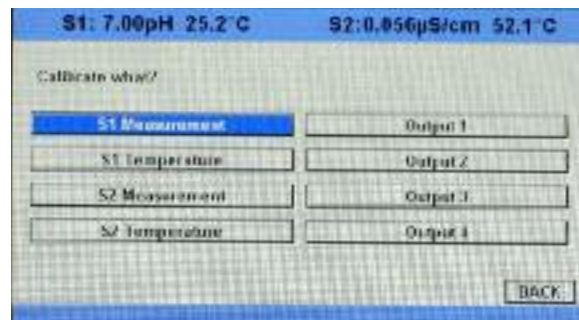 S1: 7.00pH 25.2°C S2:0.056µS/cm 52.1°C
Calibrate what?
S1 Measurement Output 1
S1 Temperature Output 2
S2 Measurement Output 3
S2 Temperature Output 4
BACK